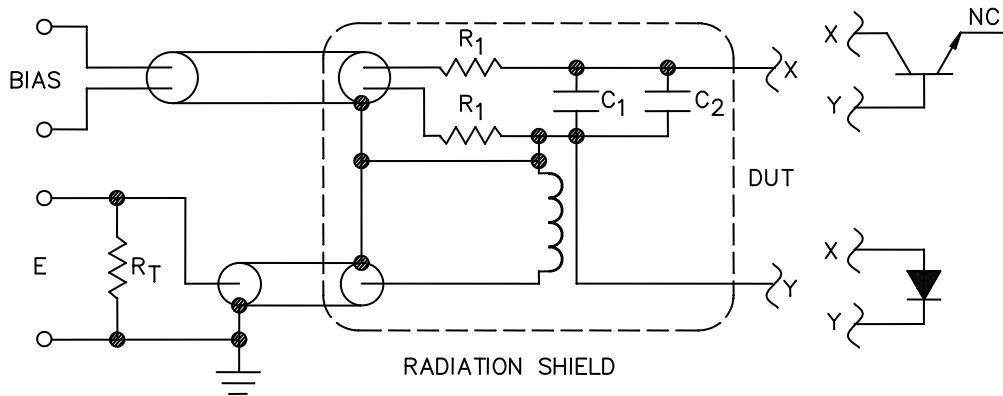 NC
R1
X
X
BIAS
C1
C2
R1
Y
DUT
X
E
RT
Y
Y
RADIATION SHIELD